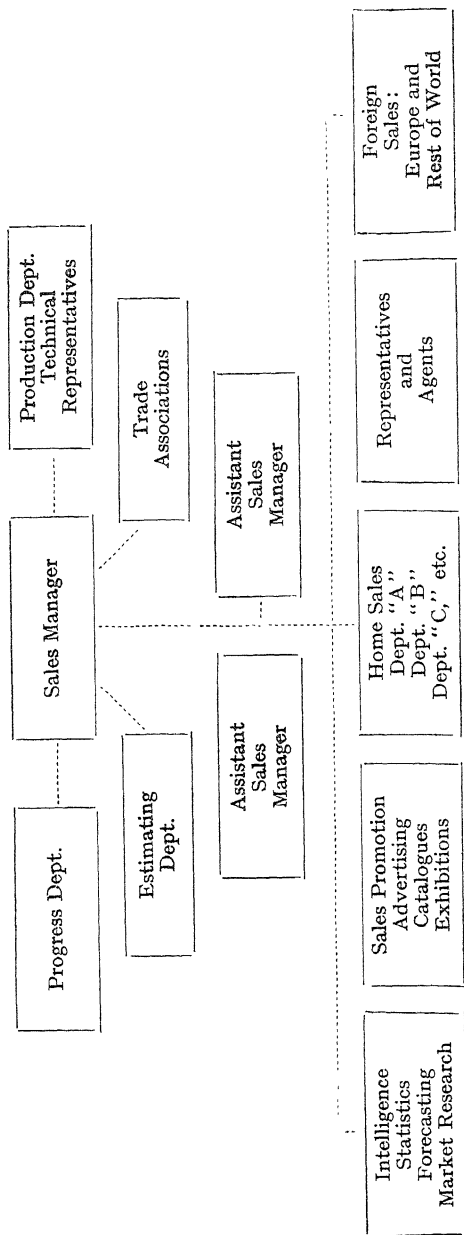 Progress Dept.
Sales Manager
Production Dept.
Technical
Representatives
Estimating
Dept.
Trade
Associations
Assistant
Sales
Manager
Assistant
Sales
Manager
Intelligence
Statistics
Forecasting
Market Research
Sales Promotion
Advertising
Catalogues
Exhibitions
Home Sales
Dept. “A”
Dept. “B”
Dept. “C,” etc.
Representatives
and
Agents
Foreign
Sales:
Europe and
Rest of World